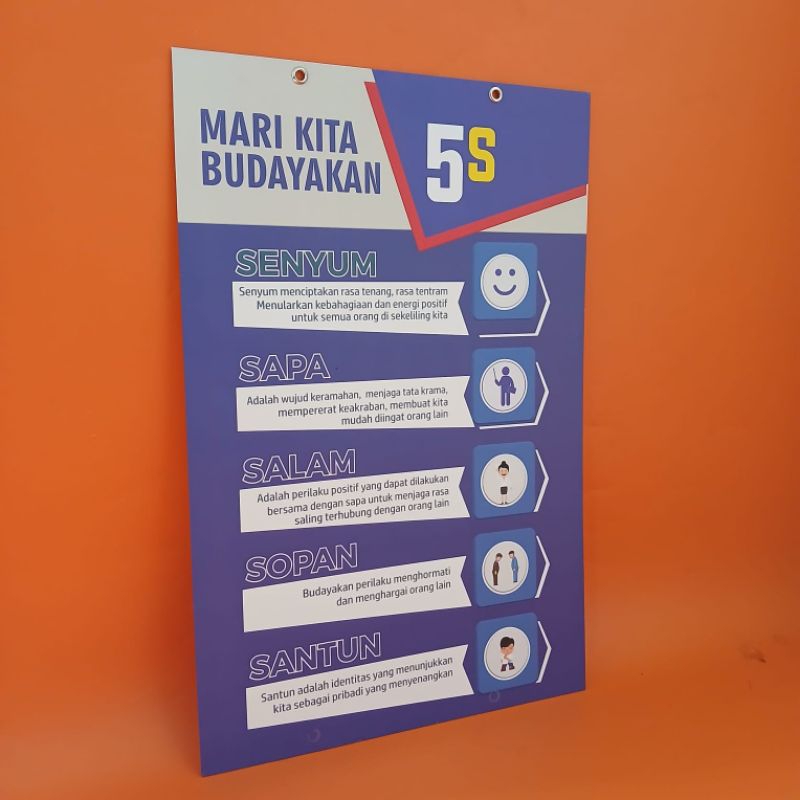 MARI KITA
BUDAYAKAN
5S
SENYUM
Senyum menciptakan rasa tenang, rasa tentram
Menularkan kebahagiaan dan energi positif
untuk semua orang di sekeliling kita
SAPA
Adalah wujud keramahan, menjaga tata krama,
mempererat keakraban, membuat kita
mudah diingat orang lain
SALAM
Adalah perilaku positif yang dapat dilakukan
bersama dengan sapa untuk menjaga rasa
saling terhubung dengan orang lain
SOPAN
Budayakan perilaku menghormati
dan menghargai orang lain
SANTUN
Santun adalah identitas yang menunjukkan
kita sebagai pribadi yang menyenangkan